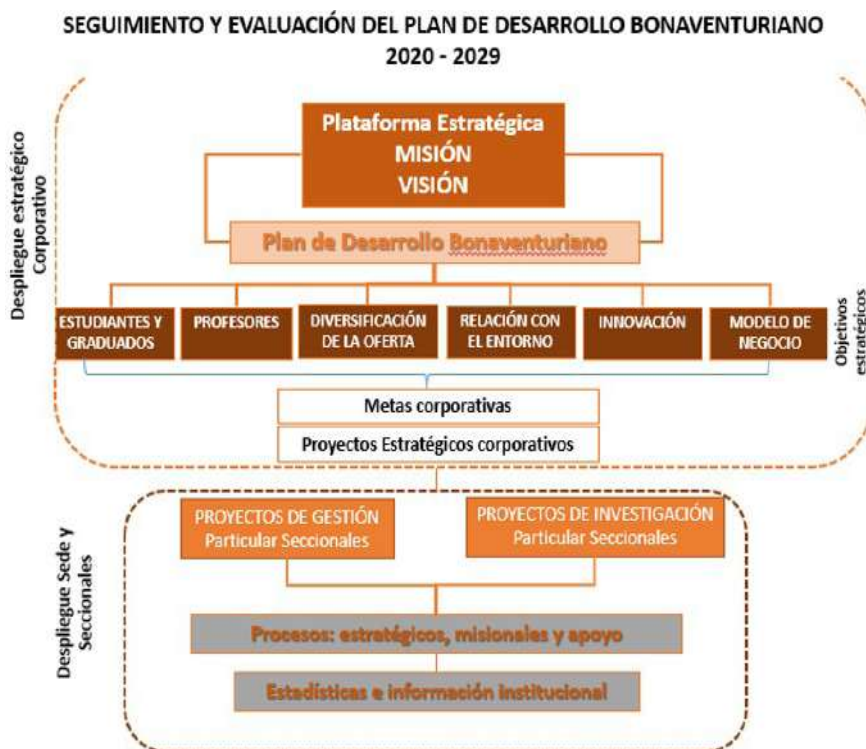 SEGUIMIENTO Y EVALUACIÓN DEL PLAN DE DESARROLLO BONAVENTURIANO
2020 - 2029
Despliegue estratégico
Corporativo
Plataforma Estratégica
MISIÓN
VISIÓN
Plan de Desarrollo Bonaventuriano
ESTUDIANTES Y
GRADUADOS
PROFESORES
DIVERSIFICACIÓN
DE LA OFERTA
RELACIÓN CON
EL ENTORNO
INNOVACIÓN
MODELO DE
NEGOCIO
Objetivos
estratégicos
Metas corporativas
Proyectos Estratégicos corporativos
Despliegue Sede y
Seccionales
PROYECTOS DE GESTIÓN
Particular Seccionales
PROYECTOS DE INVESTIGACIÓN
Particular Seccionales
Procesos: estratégicos, misionales y apoyo
Estadísticas e información institucional